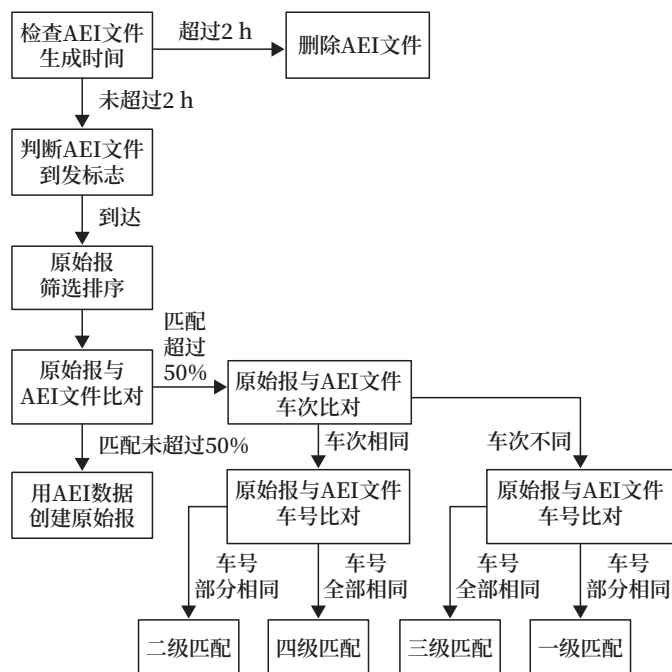 检查AEI文件
生成时间
超过2 h
删除AEI文件
未超过2 h
判断AEI文件
到发标志
到达
原始报
筛选排序
匹配
超过
50%
原始报与
AEI文件比对
原始报与AEI文件
车次比对
匹配未超过50%
车次相同
车次不同
用AEI数据
创建原始报
原始报与AEI文件
车号比对
原始报与AEI文件
车号比对
车号
部分相同
车号
全部相同
车号
全部相同
车号
部分相同
二级匹配
四级匹配
三级匹配
一级匹配